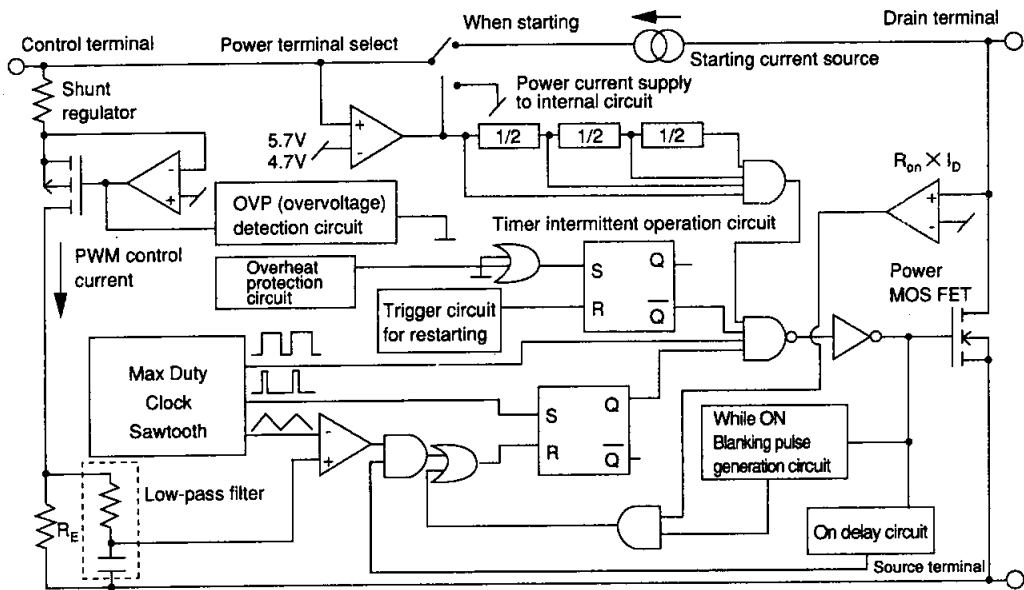 Control terminal
Power terminal select
When starting
Drain terminal
Starting current source
Shunt
regulator
Power current supply
to internal circuit
+
-
5.7V
4.7V
1/2
1/2
1/2
-
+
OVP (overvoltage)
detection circuit
Ron × ID
+
-
Timer intermittent operation circuit
PWM control
current
Overheat
protection
circuit
S
Q
R
Q
Trigger circuit
for restarting
Power
MOS FET
Max Duty
Clock
Sawtooth
-
+
S
Q
R
Q
While ON
Blanking pulse
generation circuit
Low-pass filter
RE
On delay circuit
Source terminal